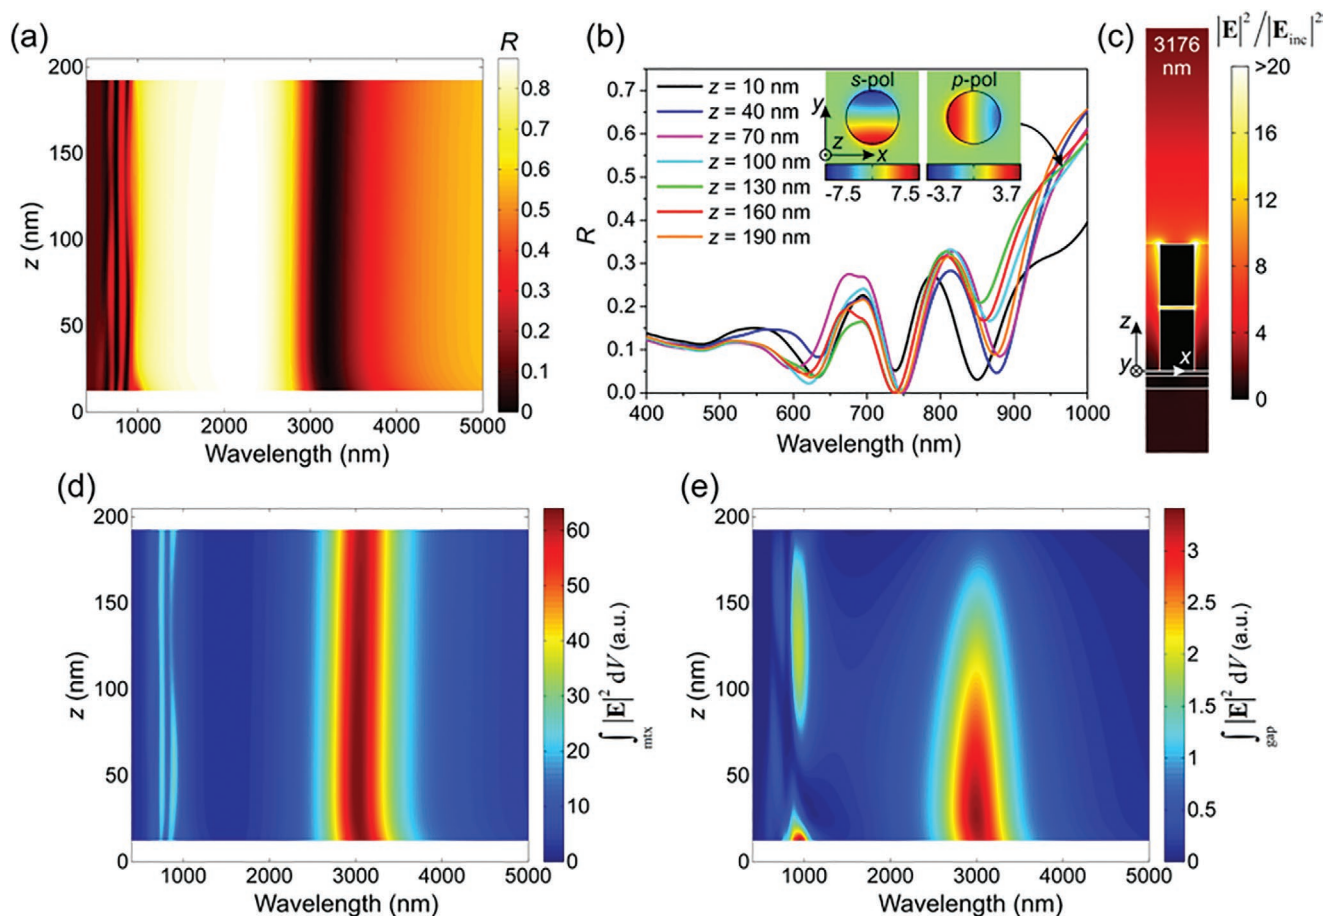 (a)
R
z (nm)
200
150
100
50
0
1000 2000 3000 4000 5000
Wavelength (nm)
0.8
0.7
0.6
0.5
0.4
0.3
0.2
0.1
0
(b)
R
0.7
0.6
0.5
0.4
0.3
0.2
0.1
0.0
z = 10 nm
z = 40 nm
z = 70 nm
z = 100 nm
z = 130 nm
z = 160 nm
z = 190 nm
s-pol
p-pol
y
z
x
-7.5 7.5
-3.7 3.7
400 500 600 700 800 900 1000
Wavelength (nm)
(c)
3176
nm
z
y
x
|E|²/|E_inc|²
>20
16
12
8
4
0
(d)
z (nm)
200
150
100
50
0
1000 2000 3000 4000 5000
Wavelength (nm)
60
50
40
30
20
10
0
∫_mtx |E|² dV (a.u.)
(e)
z (nm)
200
150
100
50
0
1000 2000 3000 4000 5000
Wavelength (nm)
3
2.5
2
1.5
1
0.5
0
∫_gap |E|² dV (a.u.)